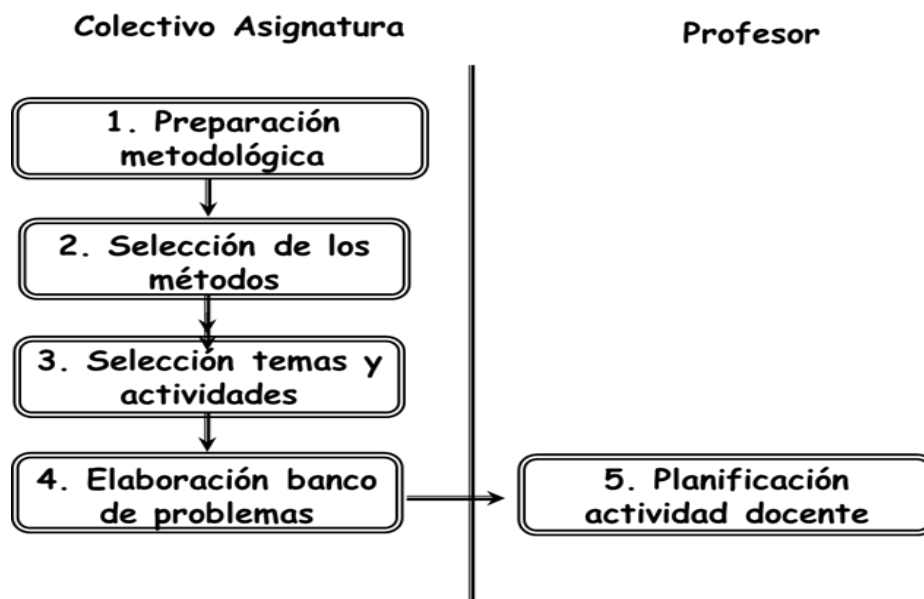 Colectivo Asignatura
Profesor
1. Preparación
metodológica
2. Selección de los
métodos
3. Selección temas y
actividades
4. Elaboración banco
de problemas
5. Planificación
actividad docente